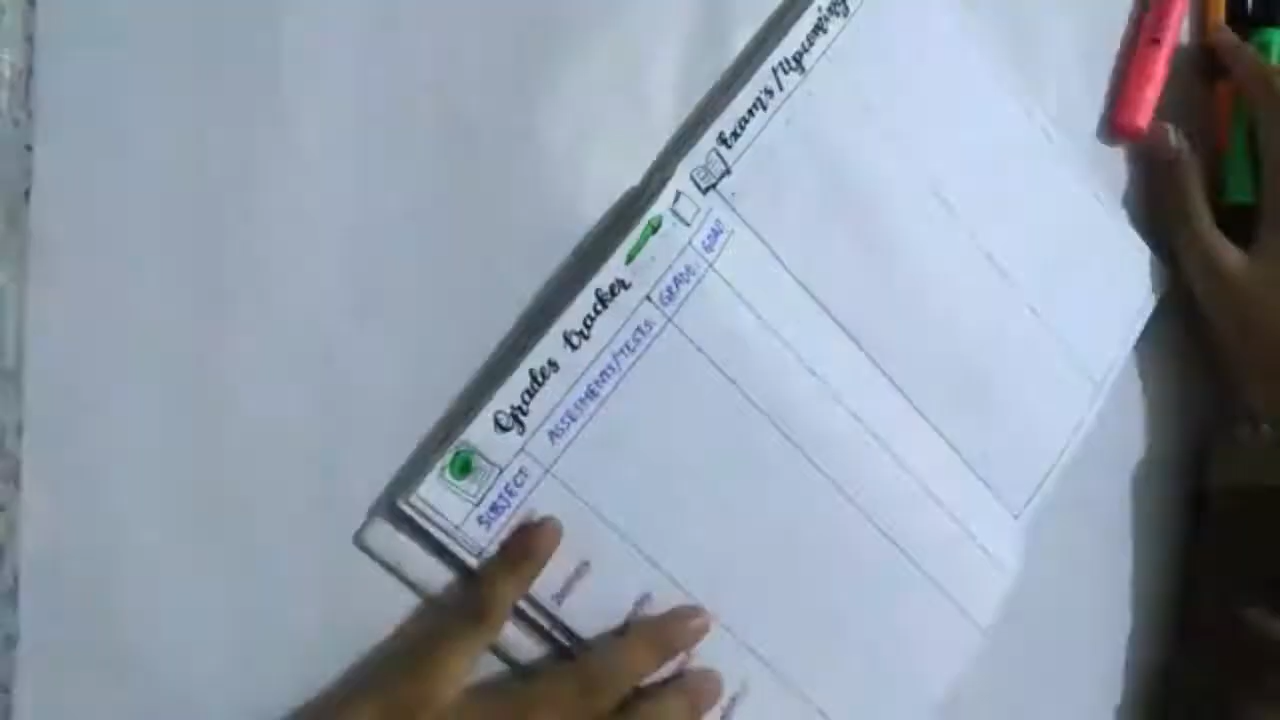 Grades tracker
Exam's/Upcoming
SUBJECT
ASSESMENTS/TESTS
GRADE
GOAL